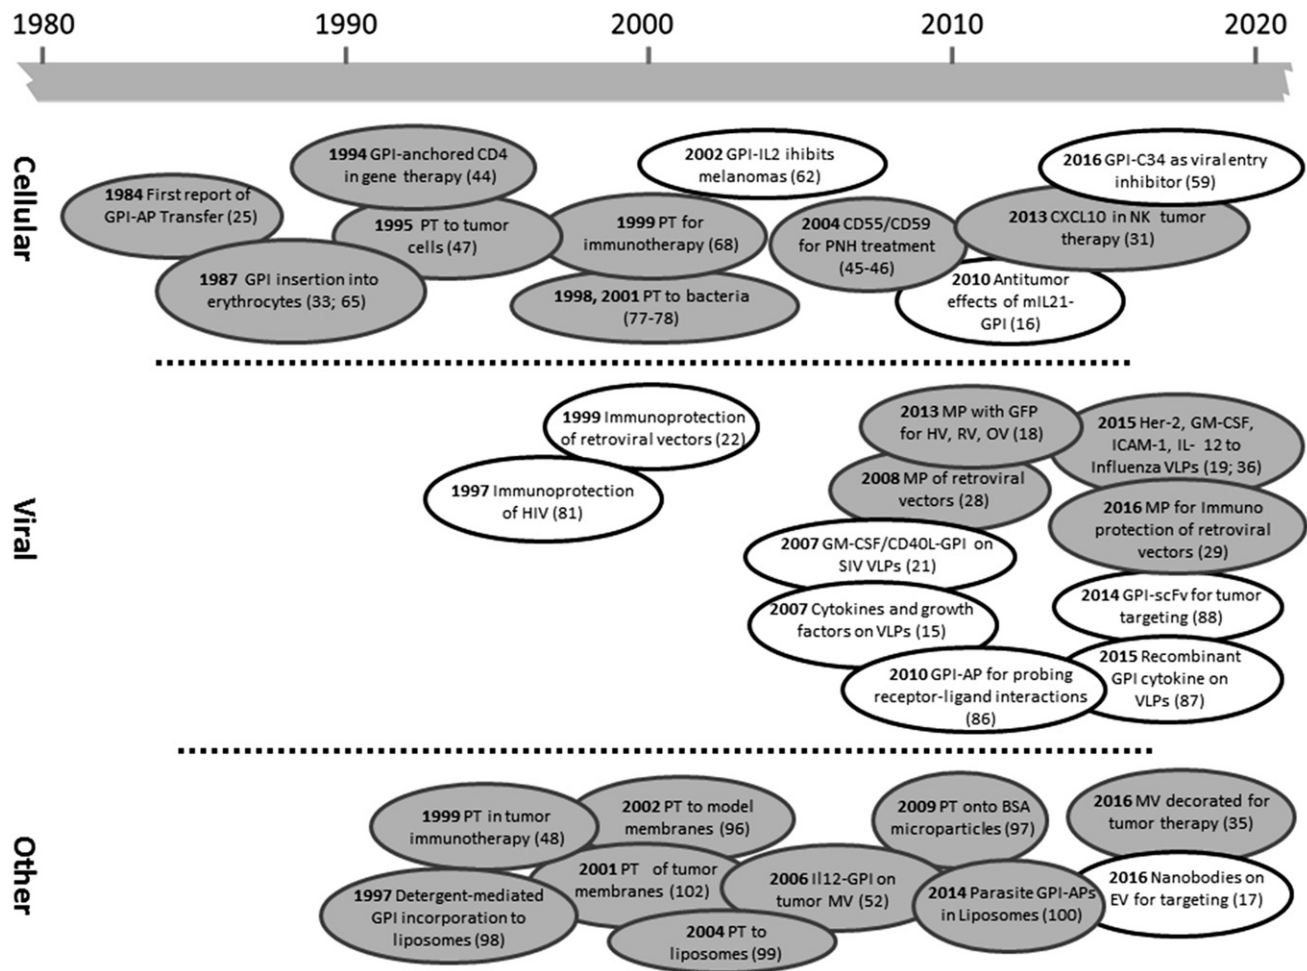 1980 1990 2000 2010 2020
Cellular
1984 First report of
GPI-AP Transfer (25)
1994 GPI-anchored CD4
in gene therapy (44)
1987 GPI insertion into
erythrocytes (33; 65)
1995 PT to tumor
cells (47)
2002 GPI-IL2 ihibits
melanomas (62)
1999 PT for
immunotherapy (68)
1998, 2001 PT to bacteria
(77-78)
2004 CD55/CD59
for PNH treatment
(45-46)
2016 GPI-C34 as viral entry
inhibitor (59)
2013 CXCL10 in NK tumor
therapy (31)
2010 Antitumor
effects of mIL21-
GPI (16)
Viral
1999 Immunoprotection
of retroviral vectors (22)
1997 Immunoprotection
of HIV (81)
2013 MP with GFP
for HV, RV, OV (18)
2008 MP of retroviral
vectors (28)
2007 GM-CSF/CD40L-GPI on
SIV VLPs (21)
2007 Cytokines and growth
factors on VLPs (15)
2010 GPI-AP for probing
receptor-ligand interactions
(86)
2015 Her-2, GM-CSF,
ICAM-1, IL- 12 to
Influenza VLPs (19; 36)
2016 MP for Immuno
protection of retroviral
vectors (29)
2014 GPI-scFv for tumor
targeting (88)
2015 Recombinant
GPI cytokine on
VLPs (87)
Other
1999 PT in tumor
immunotherapy (48)
1997 Detergent-mediated
GPI incorporation to
liposomes (98)
2002 PT to model
membranes (96)
2001 PT of tumor
membranes (102)
2004 PT to
liposomes (99)
2006 Il12-GPI on
tumor MV (52)
2009 PT onto BSA
microparticles (97)
2014 Parasite GPI-APs
in Liposomes (100)
2016 MV decorated for
tumor therapy (35)
2016 Nanobodies on
EV for targeting (17)